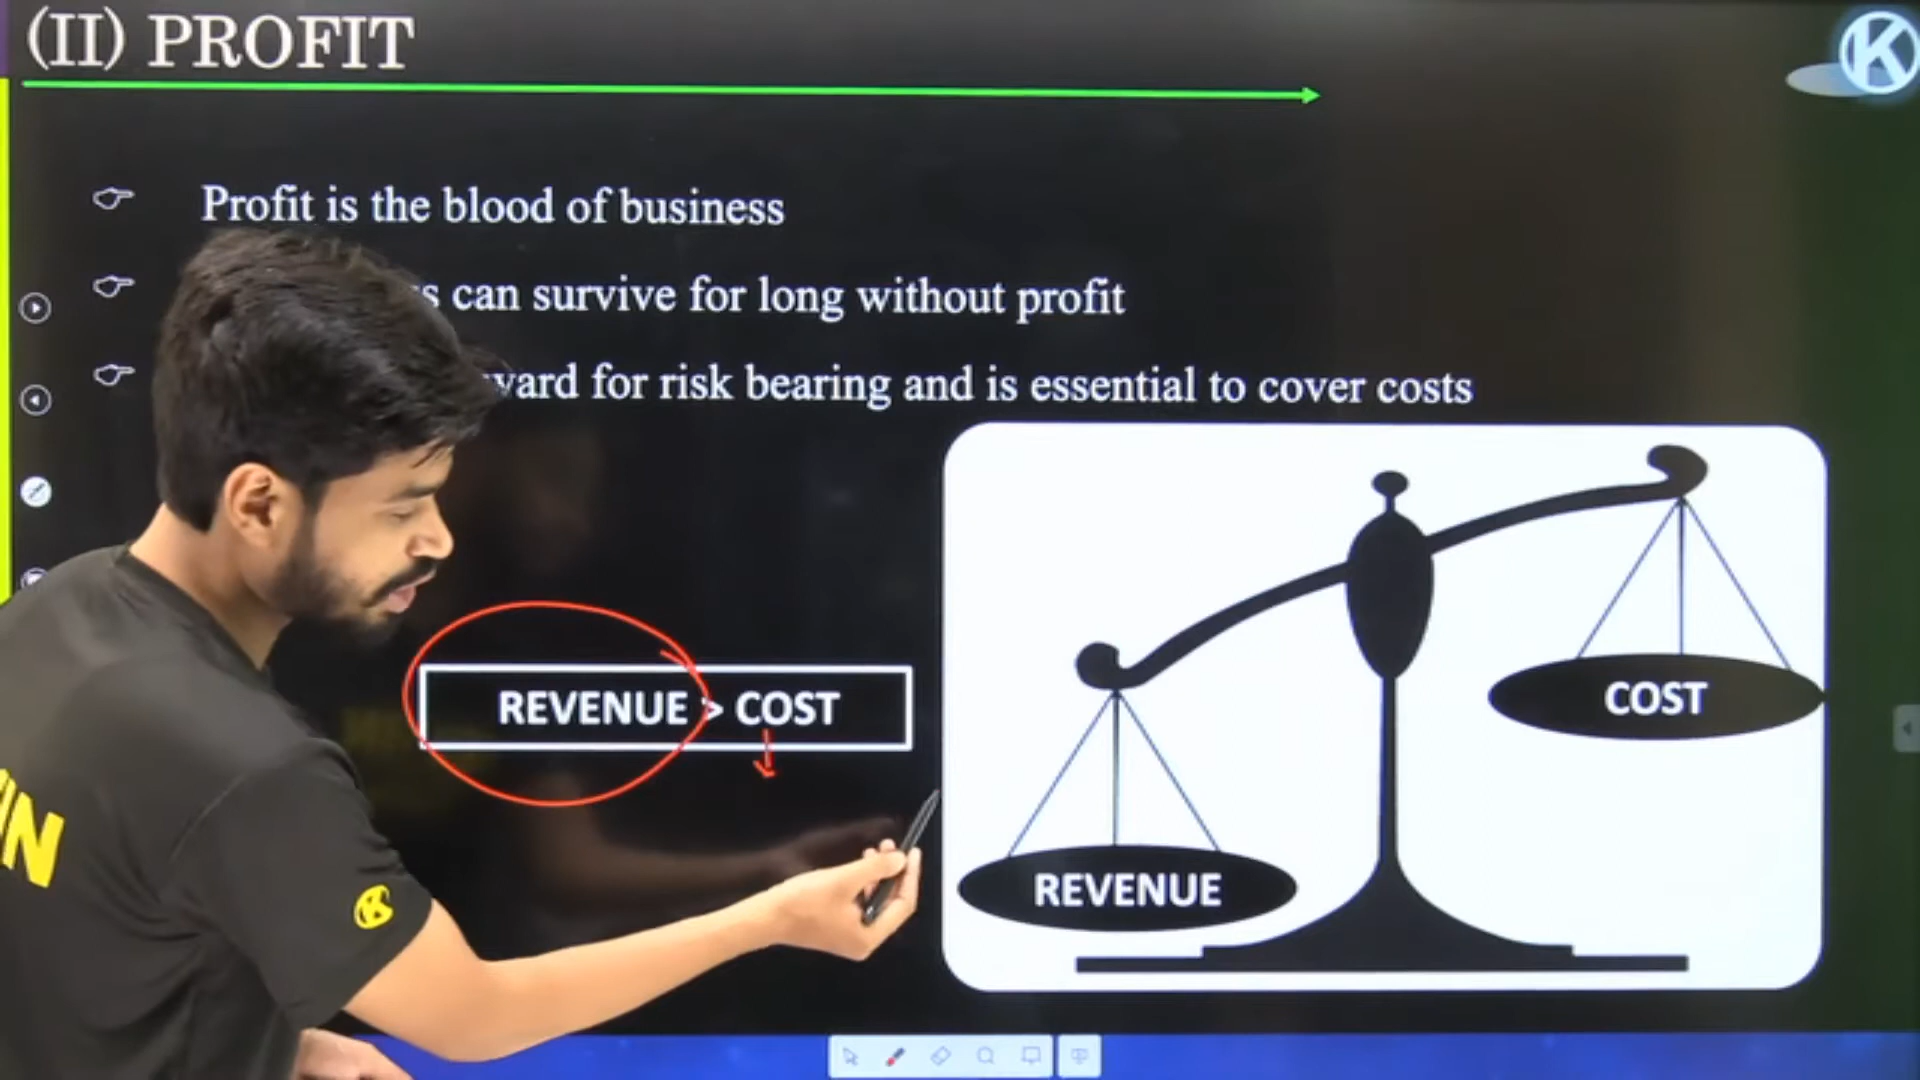 (II) PROFIT
K
Profit is the blood of business
can survive for long without profit
for risk bearing and is essential to cover costs
REVENUE > COST
COST
REVENUE
IN
K